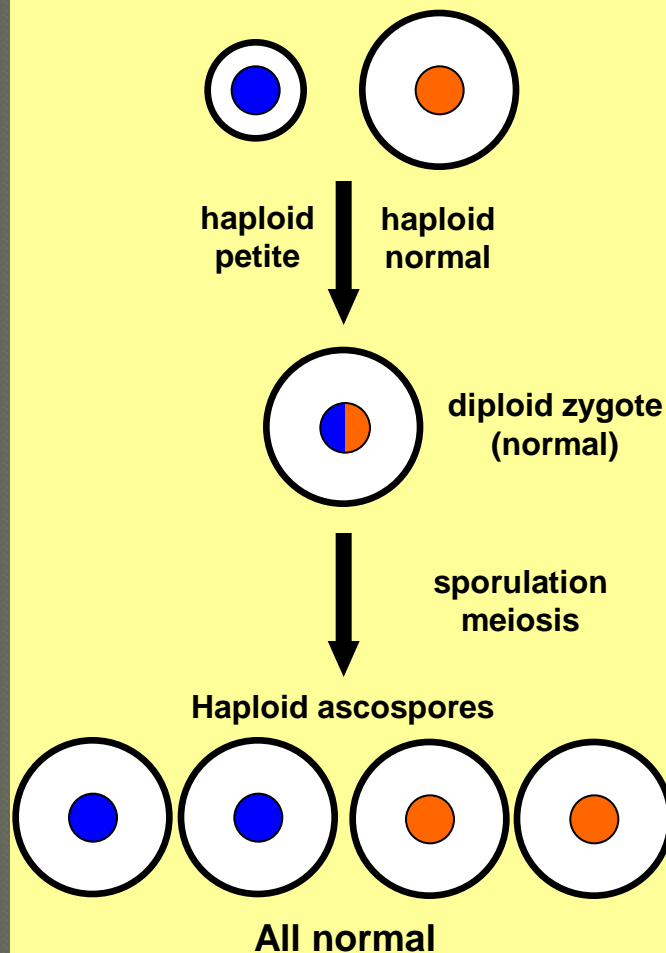 haploid
petite
haploid
normal
diploid zygote
(normal)
sporulation
meiosis
Haploid ascospores
All normal